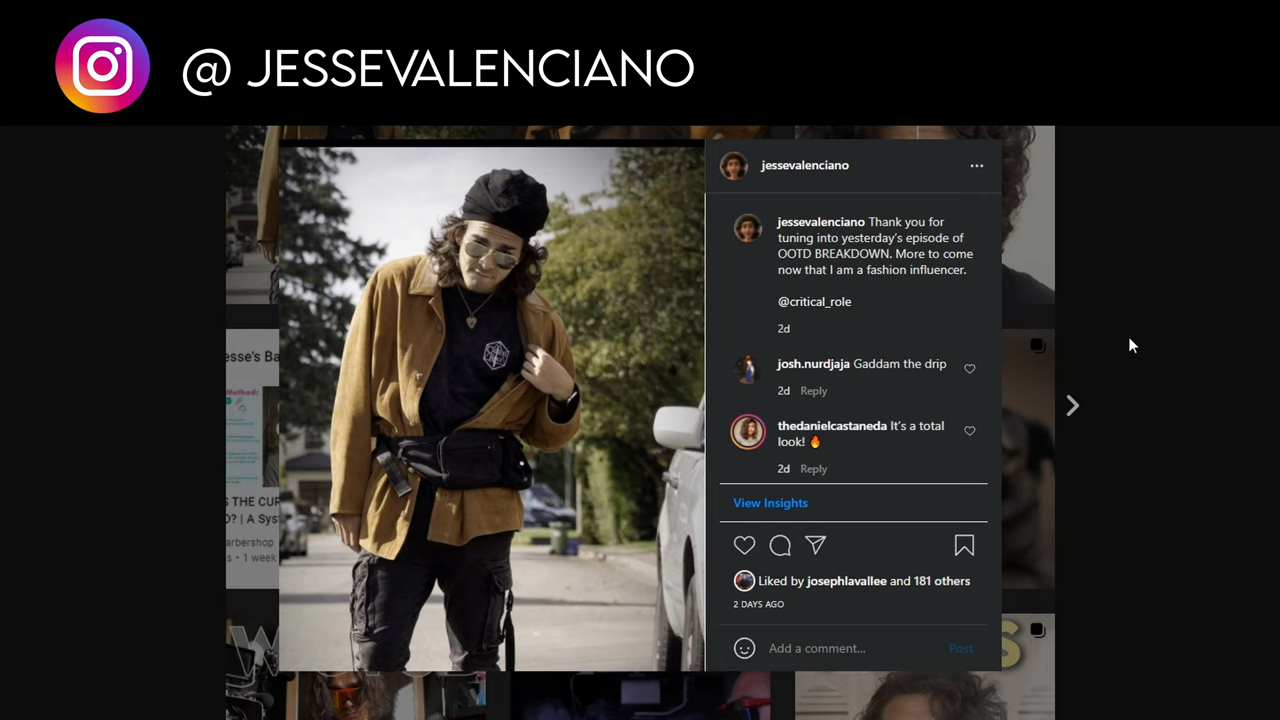 @ JESSEVALENCIANO
jessevalenciano
jessevalenciano Thank you for
tuning into yesterday's episode of
OOTD BREAKDOWN. More to come
now that I am a fashion influencer.
@critical_role
2d
josh.nurdjaja Gaddam the drip
2d Reply
thedanielcastaneda It's a total
look! 🔥
2d Reply
View Insights
Liked by josephlavallee and 181 others
2 DAYS AGO
Add a comment... Post
esse's Ba
Method:
S THE CUR
D? | A Sys
arbershop
s • 1 week
W
S